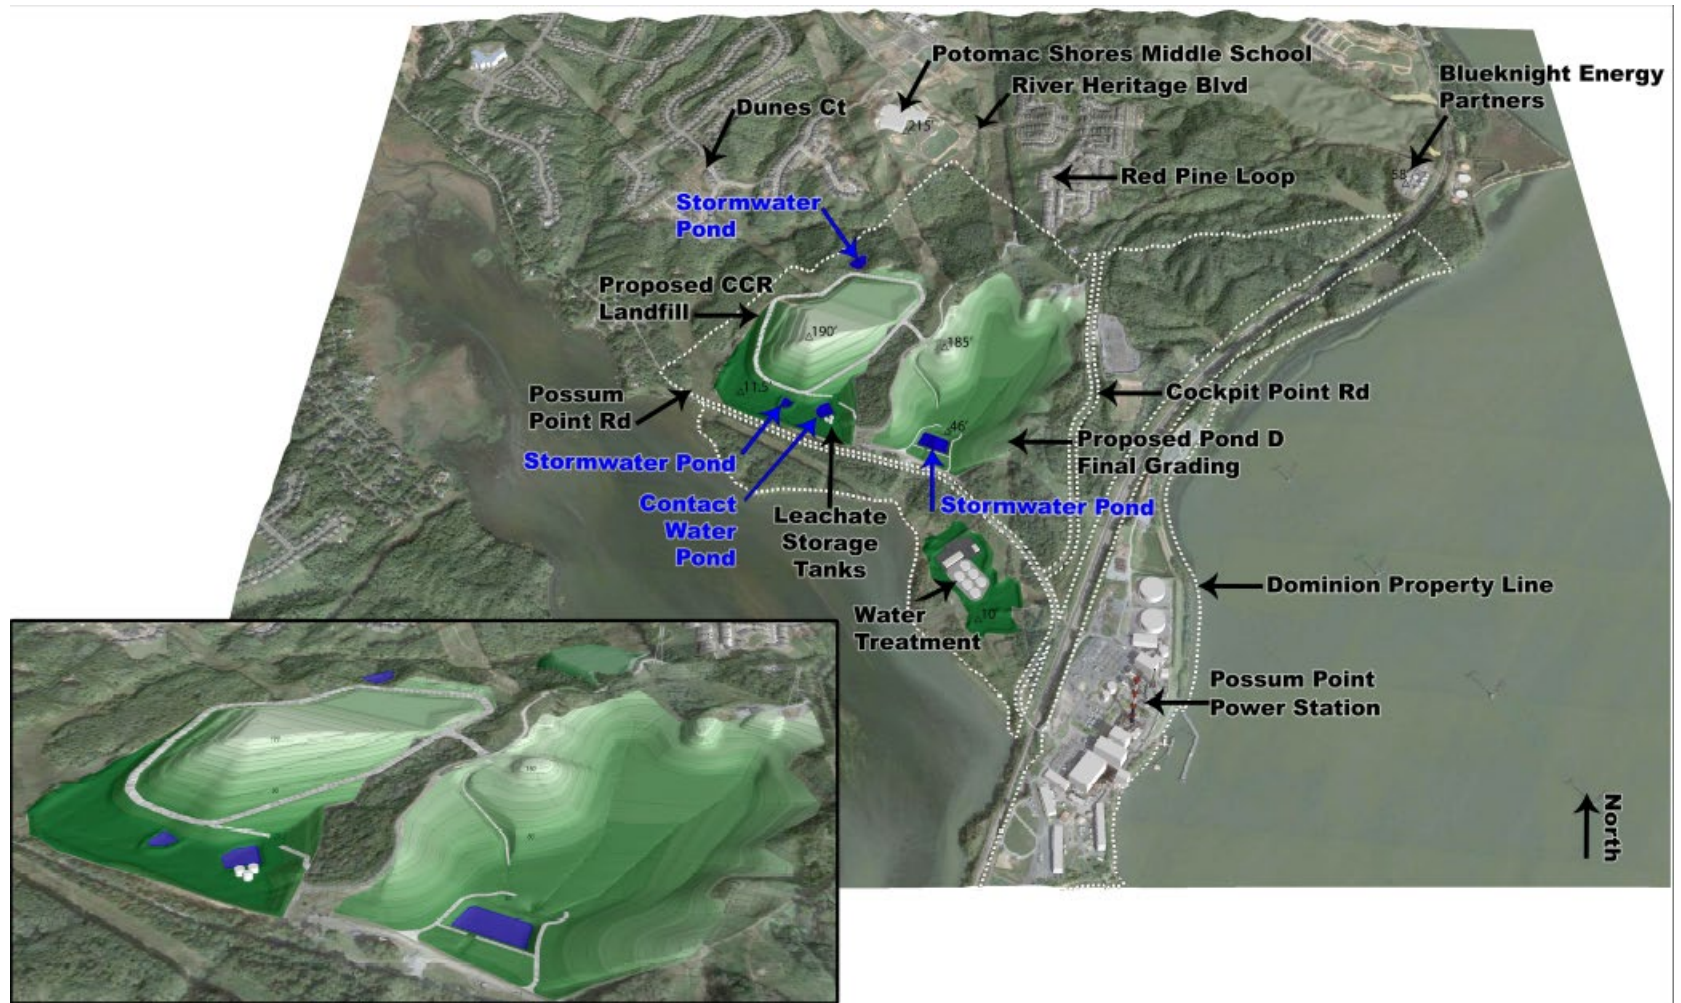 Potomac Shores Middle School
River Heritage Blvd
Blueknight Energy
Partners
Dunes Ct
215'
Red Pine Loop
58'
Stormwater
Pond
Proposed CCR
Landfill
190'
185'
11.5'
Possum
Point Rd
Cockpit Point Rd
46'
Proposed Pond D
Final Grading
Stormwater Pond
Contact
Water
Pond
Leachate
Storage
Tanks
Stormwater Pond
Water
Treatment
10'
Dominion Property Line
Possum Point
Power Station
North